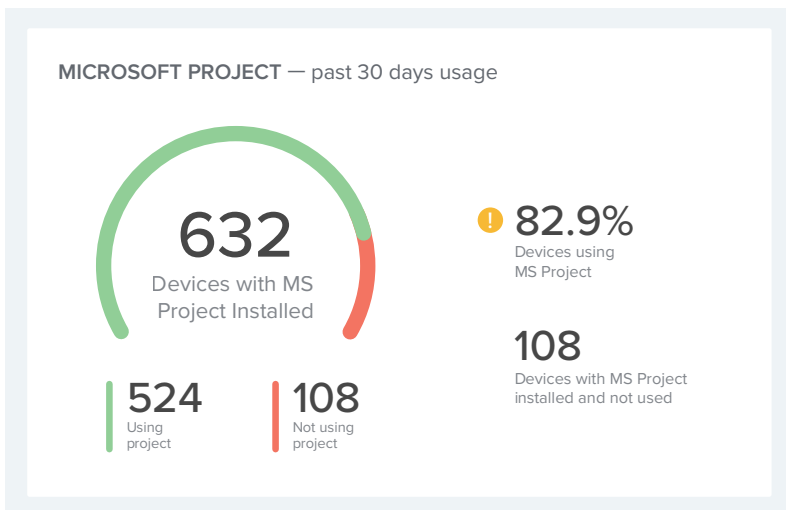 MICROSOFT PROJECT — past 30 days usage
632
Devices with MS
Project Installed
524
Using
project
108
Not using
project
!
82.9%
Devices using
MS Project
108
Devices with MS Project
installed and not used